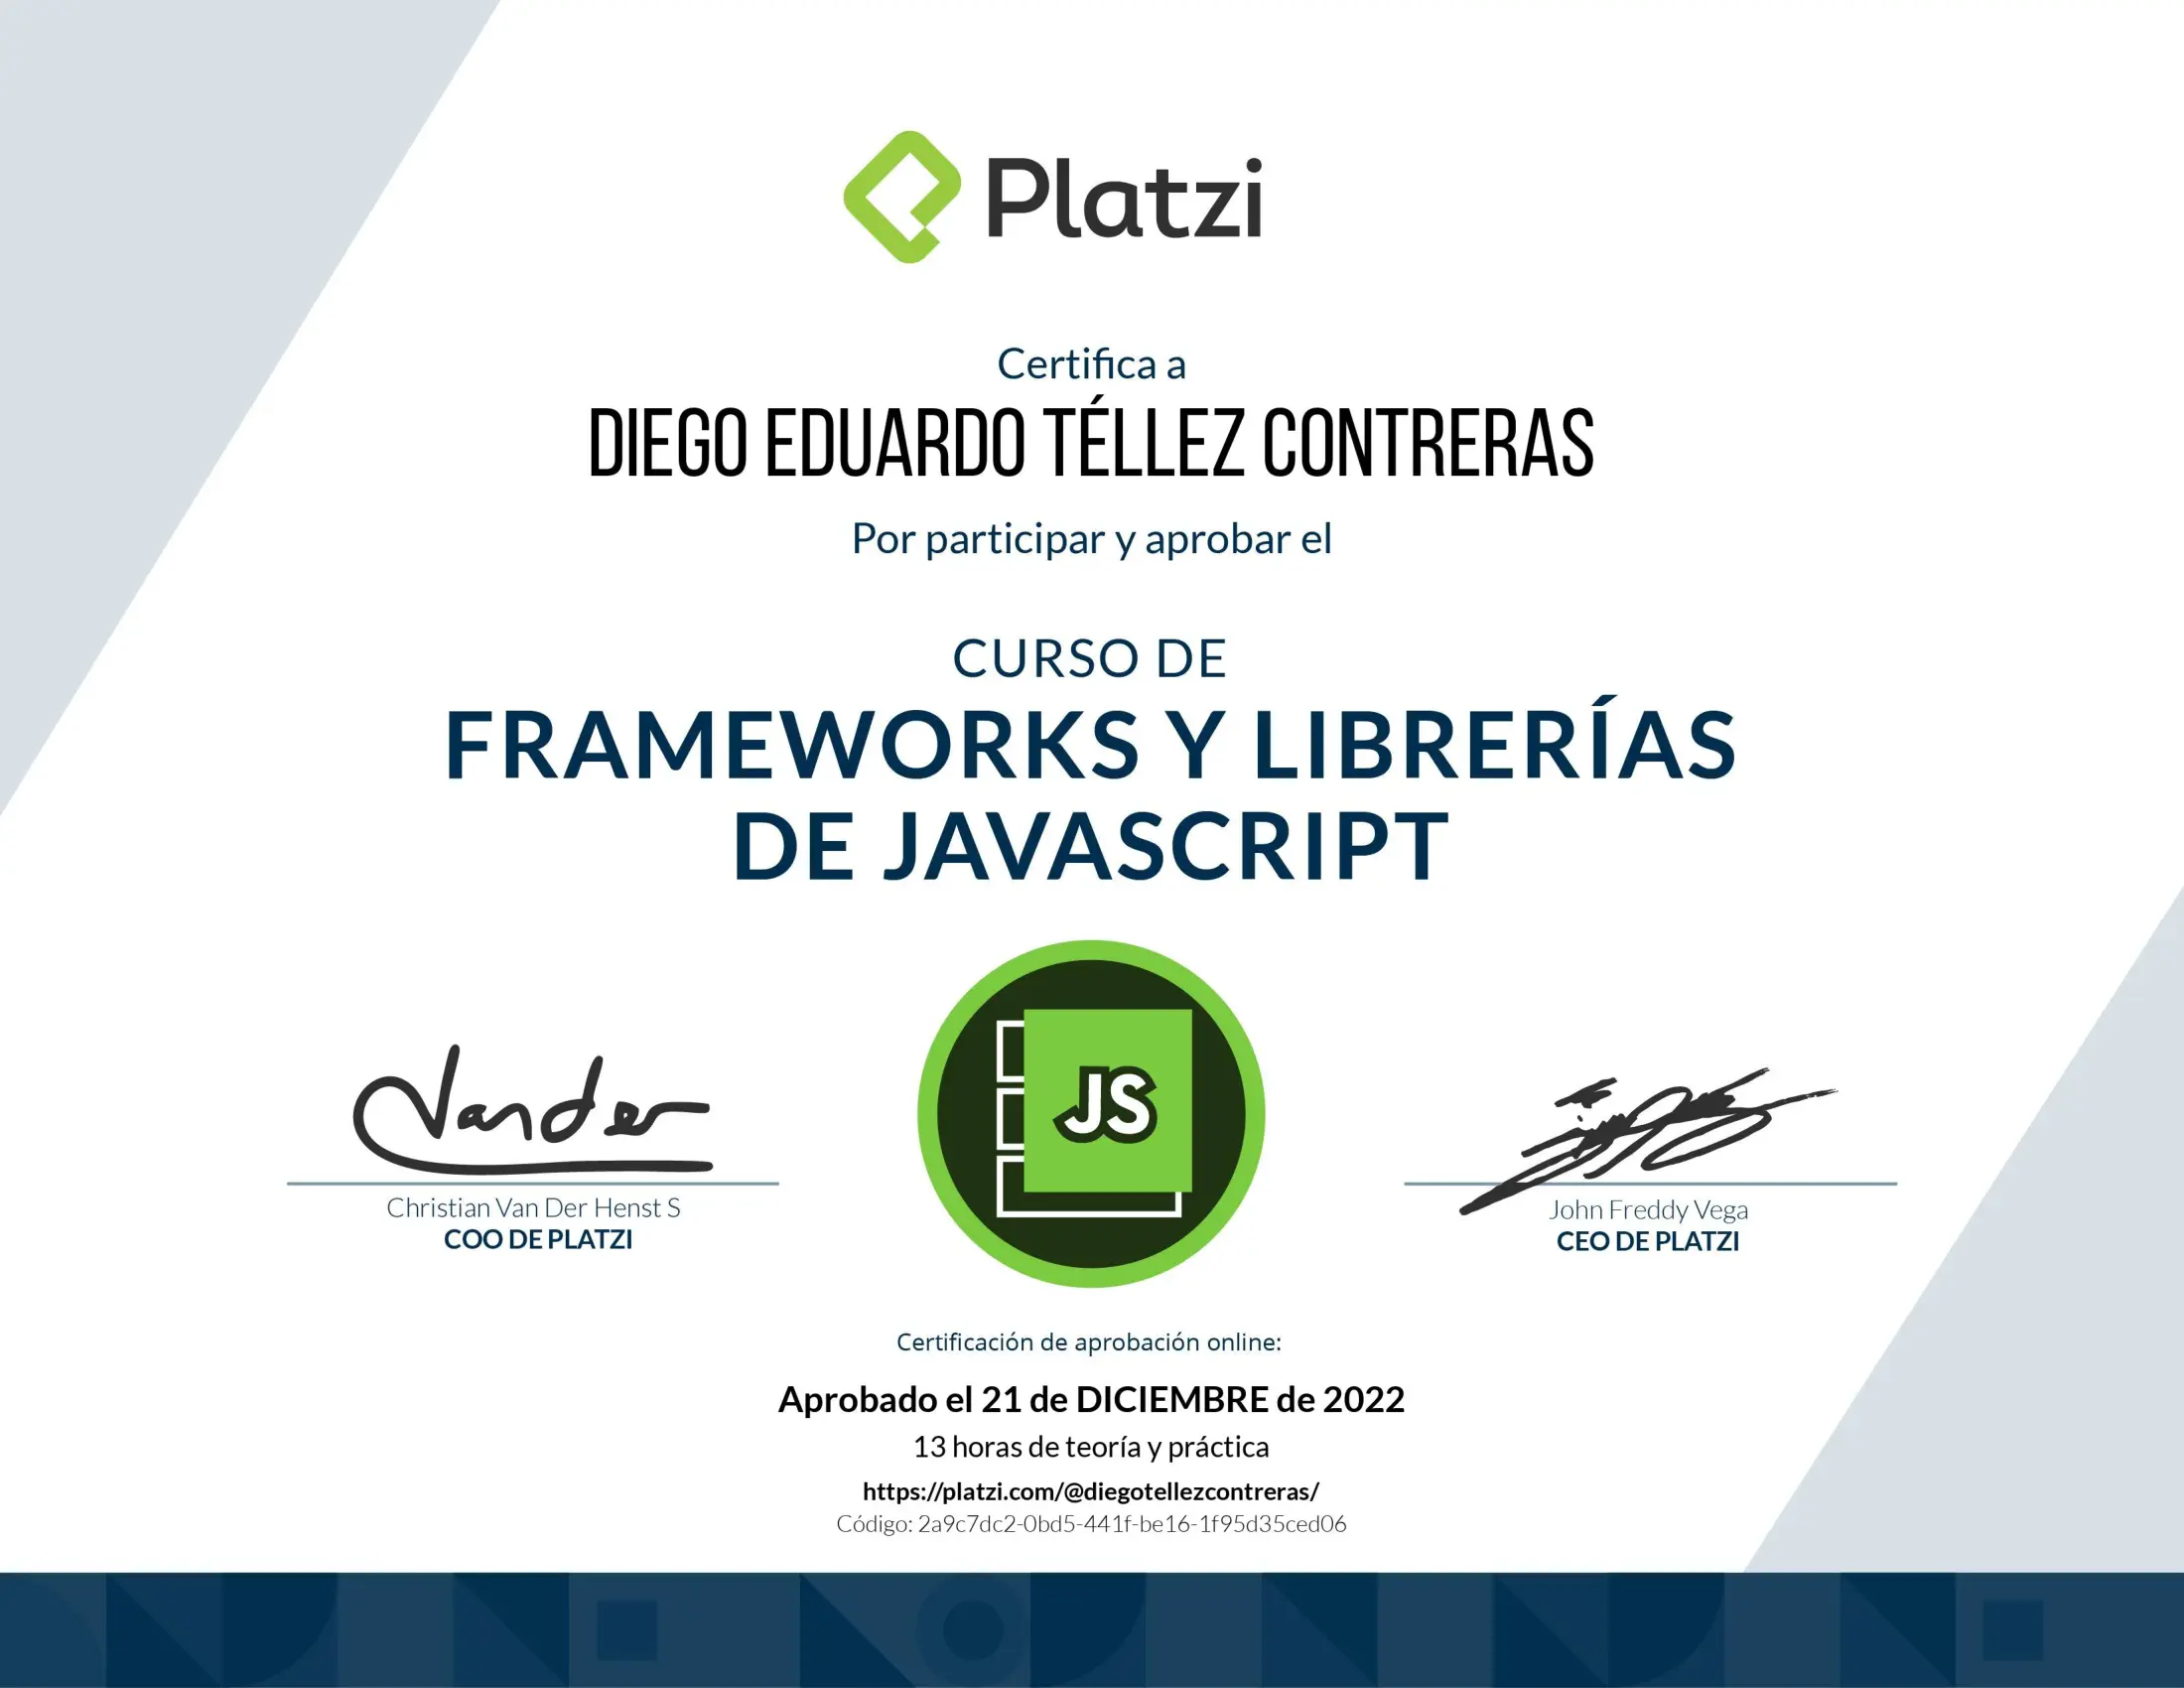 Platzi
Certifica a
DIEGO EDUARDO TÉLLEZ CONTRERAS
Por participar y aprobar el
CURSO DE
FRAMEWORKS Y LIBRERÍAS
DE JAVASCRIPT
JS
Vander
Christian Van Der Henst S
COO DE PLATZI
John Freddy Vega
CEO DE PLATZI
Certificación de aprobación online:
Aprobado el 21 de DICIEMBRE de 2022
13 horas de teoría y práctica
https://platzi.com/@diegotellezcontreras/
Código: 2a9c7dc2-0bd5-441f-be16-1f95d35ced06